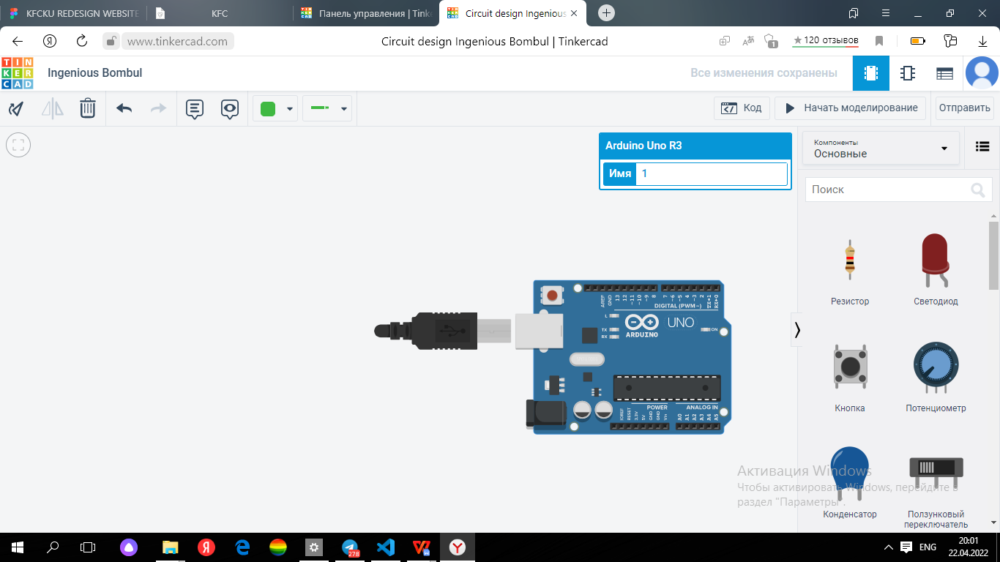 KFCKU REDESIGN WEBSITE
KFC
Панель управления | Tink
Circuit design Ingenious
www.tinkercad.com
Circuit design Ingenious Bombul | Tinkercad
1
★120 отзывов
TIN
KER
CAD
Ingenious Bombul
Все изменения сохранены
Код
Начать моделирование
Отправить
Arduino Uno R3
Имя 1
Компоненты
Основные
Поиск
Резистор
Светодиод
Кнопка
Потенциометр
Конденсатор
Ползунковый
переключатель
AREF
GND
13
12
~11
~10
~9
8
7
~6
~5
4
~3
2
TX→1
RX←0
DIGITAL (PWM~)
L
TX
RX
UNO
ARDUINO
ON
POWER
ANALOG IN
IOREF
RESET
3.3V
5V
GND
GND
Vin
A0
A1
A2
A3
A4
A5
Активация Windows
Чтобы активировать Windows, перейдите в
раздел "Параметры".
278
ENG
20:01
22.04.2022